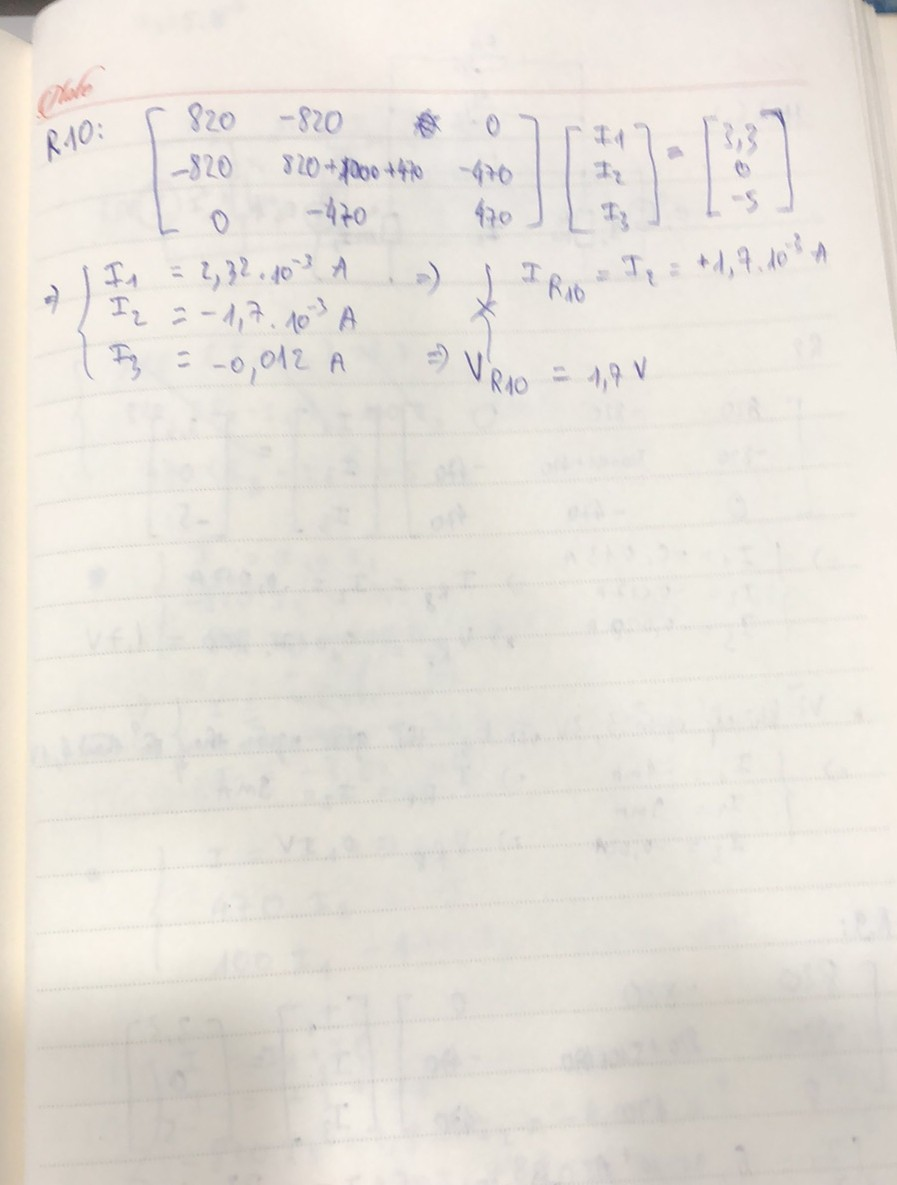 Note
R10: [820 -820 0] [I1] = [3,3]
[-820 820+1000+470 -470] [I2] [0]
[0 -470 470] [I3] [-5]
⇒ { I1 = 2,32.10⁻³ A ⇒ { I R10 = I2 = +1,7.10⁻³ A
I2 = -1,7.10⁻³ A
I3 = -0,012 A ⇒ V R10 = 1,7 V